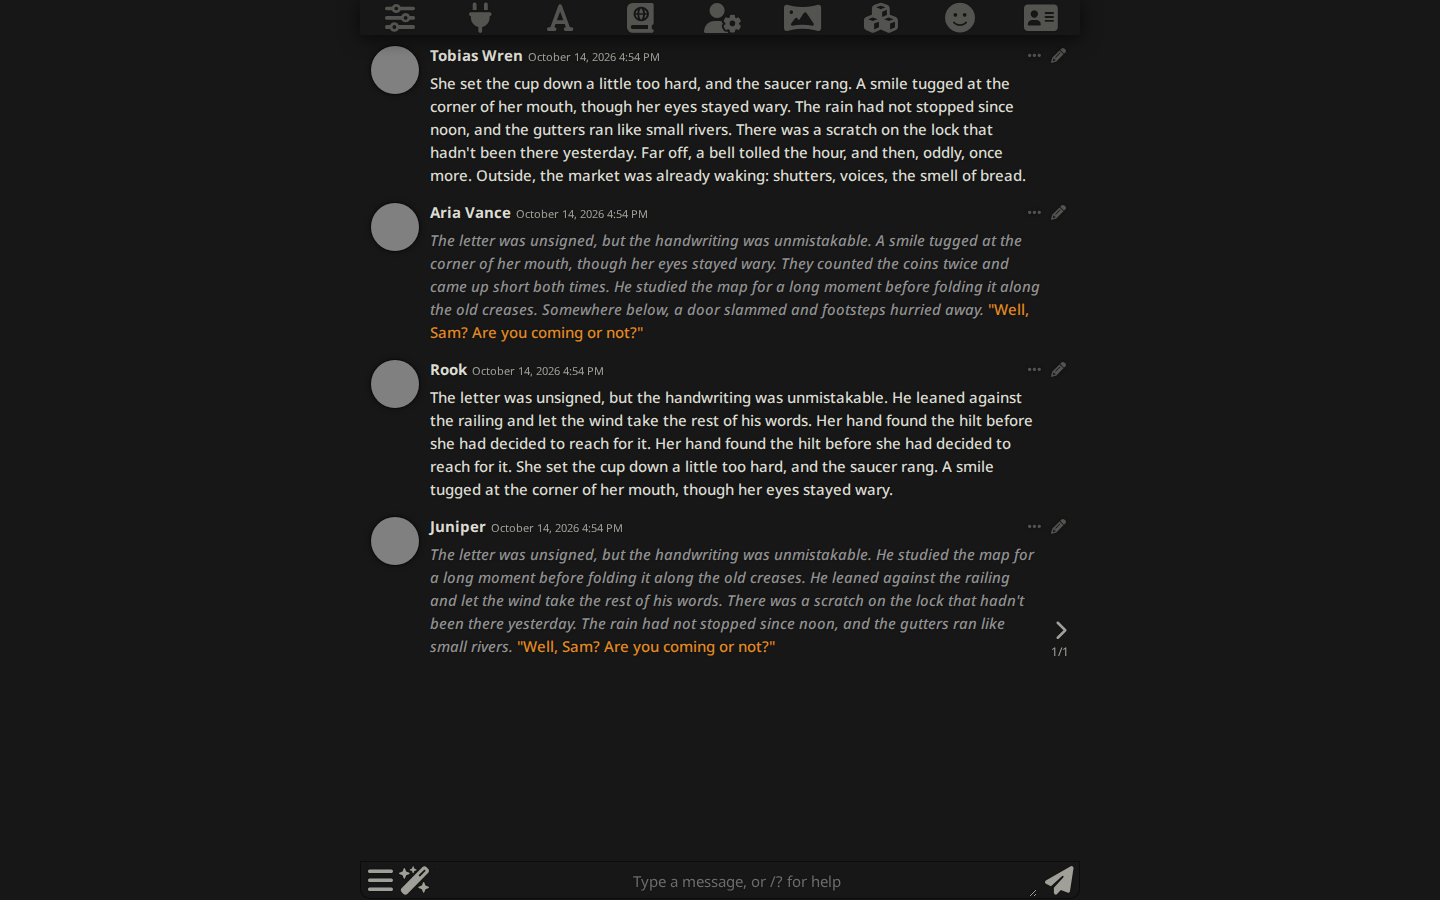 Tobias Wren October 14, 2026 4:54 PM
She set the cup down a little too hard, and the saucer rang. A smile tugged at the
corner of her mouth, though her eyes stayed wary. The rain had not stopped since
noon, and the gutters ran like small rivers. There was a scratch on the lock that
hadn't been there yesterday. Far off, a bell tolled the hour, and then, oddly, once
more. Outside, the market was already waking: shutters, voices, the smell of bread.
Aria Vance October 14, 2026 4:54 PM
The letter was unsigned, but the handwriting was unmistakable. A smile tugged at the
corner of her mouth, though her eyes stayed wary. They counted the coins twice and
came up short both times. He studied the map for a long moment before folding it along
the old creases. Somewhere below, a door slammed and footsteps hurried away. "Well,
Sam? Are you coming or not?"
Rook October 14, 2026 4:54 PM
The letter was unsigned, but the handwriting was unmistakable. He leaned against
the railing and let the wind take the rest of his words. Her hand found the hilt before
she had decided to reach for it. Her hand found the hilt before she had decided to
reach for it. She set the cup down a little too hard, and the saucer rang. A smile
tugged at the corner of her mouth, though her eyes stayed wary.
Juniper October 14, 2026 4:54 PM
The letter was unsigned, but the handwriting was unmistakable. He studied the map for
a long moment before folding it along the old creases. He leaned against the railing
and let the wind take the rest of his words. There was a scratch on the lock that hadn't
been there yesterday. The rain had not stopped since noon, and the gutters ran like
small rivers. "Well, Sam? Are you coming or not?"
1/1
Type a message, or /? for help